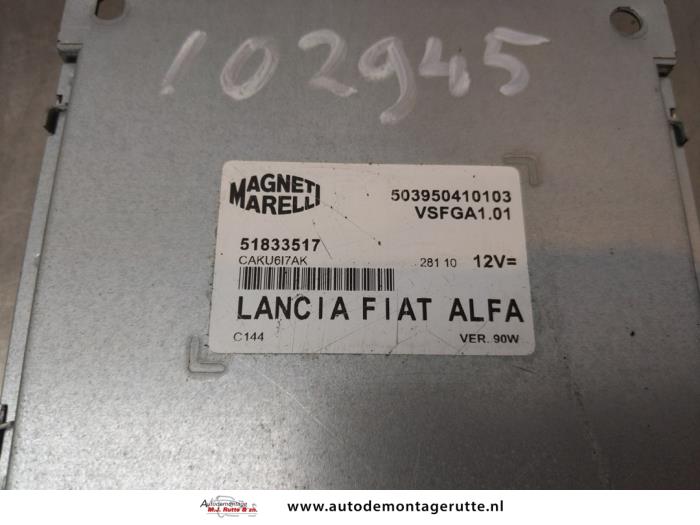 102945
MAGNETI MARELLI
503950410103
VSFGA1.01
51833517
CAKU6I7AK
281 10 12V=
LANCIA FIAT ALFA
C144 VER. 90W
Autodemontage
M.J. Rutte & zn.
www.autodemontagerutte.nl